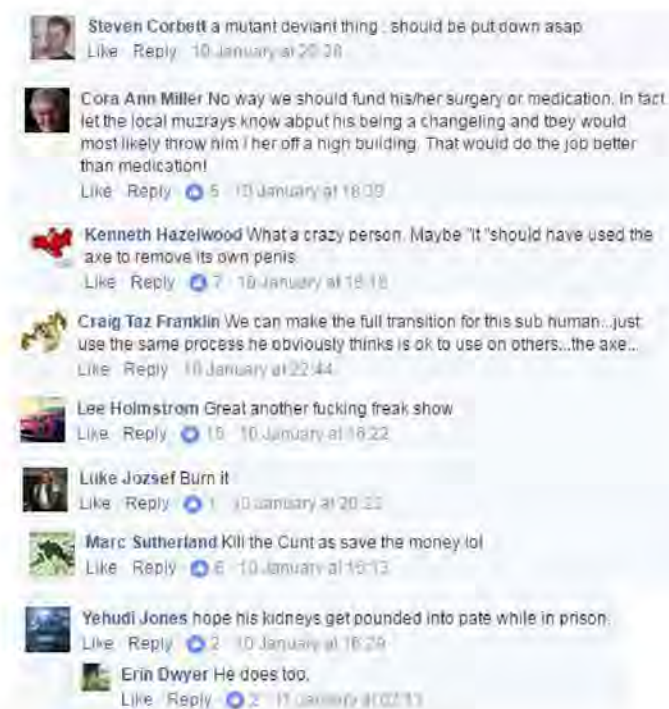 Steven Corbett a mutant deviant thing . should be put down asap
Like Reply 10 January at 20:28
Cora Ann Miller No way we should fund his/her surgery or medication. In fact
let the local muzrays know abput his being a changeling and tbey would
most likely throw him / her off a high building. That would do the job better
than medication!
Like Reply 5 10 January at 18:39
Kenneth Hazelwood What a crazy person. Maybe "it "should have used the
axe to remove its own penis
Like Reply 7 10 January at
Craig Taz Franklin We can make the full transition for this sub human...just
use the same process he obviously thinks is ok to use on others...the axe...
Like Reply 10 January at 22:44
Lee Holmstrom Great another fucking freak show
Like Reply 10 January at 16:22
Luke Jozsef Burn it
Like Reply 1 10 January at
Marc Sutherland Kill the Cunt as save the money lol
Like Reply 6 10 January at
Yehudi Jones hope his kidneys get pounded into pate while in prison.
Like Reply 2 10 January at 16:29
Erin Dwyer He does too.
Like Reply 2 11 January at 02:13